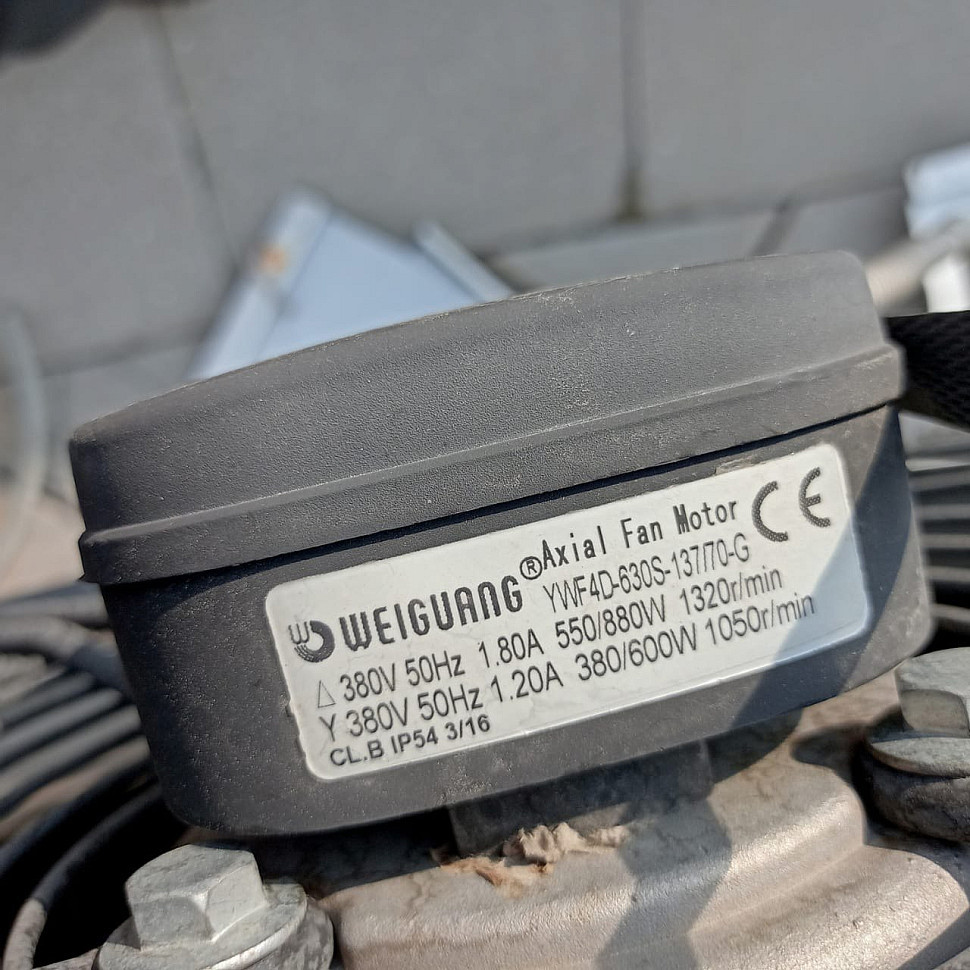 WEIGUANG® Axial Fan Motor CE
YWF4D-630S-137/70-G
△ 380V 50Hz 1.80A 550/880W 1320r/min
Y 380V 50Hz 1.20A 380/600W 1050r/min
CL.B IP54 3/16